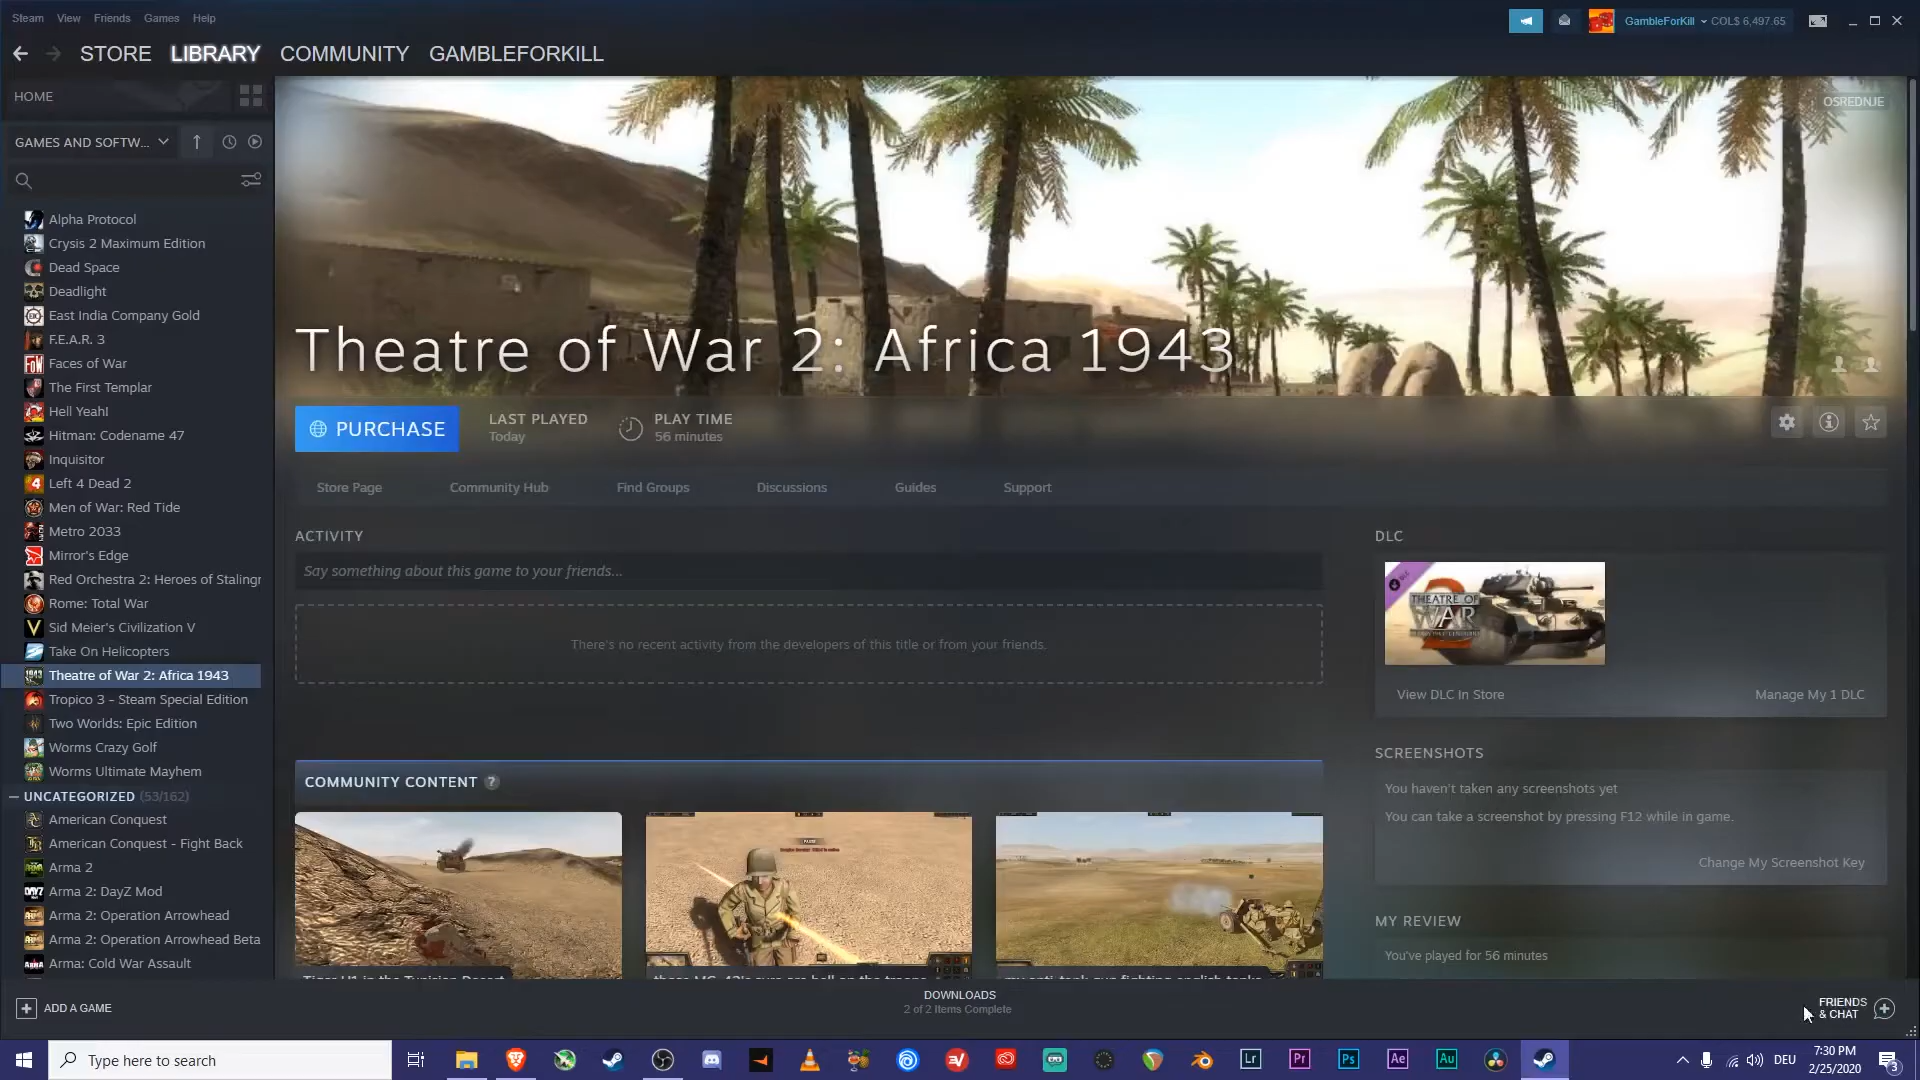 Steam View Friends Games Help
GambleForKill COL$ 6,497.65
STORE LIBRARY COMMUNITY GAMBLEFORKILL
HOME
OSREDNJE
GAMES AND SOFTW...
Alpha Protocol
Crysis 2 Maximum Edition
Dead Space
Deadlight
East India Company Gold
F.E.A.R. 3
Faces of War
The First Templar
Hell Yeah!
Hitman: Codename 47
Inquisitor
Left 4 Dead 2
Men of War: Red Tide
Metro 2033
Mirror's Edge
Red Orchestra 2: Heroes of Stalingr
Rome: Total War
Sid Meier's Civilization V
Take On Helicopters
Theatre of War 2: Africa 1943
Tropico 3 - Steam Special Edition
Two Worlds: Epic Edition
Worms Crazy Golf
Worms Ultimate Mayhem
UNCATEGORIZED (53/162)
American Conquest
American Conquest - Fight Back
Arma 2
Arma 2: DayZ Mod
Arma 2: Operation Arrowhead
Arma 2: Operation Arrowhead Beta
Arma: Cold War Assault
Theatre of War 2: Africa 1943
PURCHASE
LAST PLAYED
Today
PLAY TIME
56 minutes
Store Page Community Hub Find Groups Discussions Guides Support
ACTIVITY
Say something about this game to your friends...
There's no recent activity from the developers of this title or from your friends.
COMMUNITY CONTENT ?
DLC
THEATRE OF
WAR
2
View DLC In Store
Manage My 1 DLC
SCREENSHOTS
You haven't taken any screenshots yet
You can take a screenshot by pressing F12 while in game.
Change My Screenshot Key
MY REVIEW
You've played for 56 minutes
ADD A GAME
DOWNLOADS
2 of 2 Items Complete
FRIENDS
& CHAT
Type here to search
Lr Pr Ps Ae Au
DEU
7:30 PM
2/25/2020
3